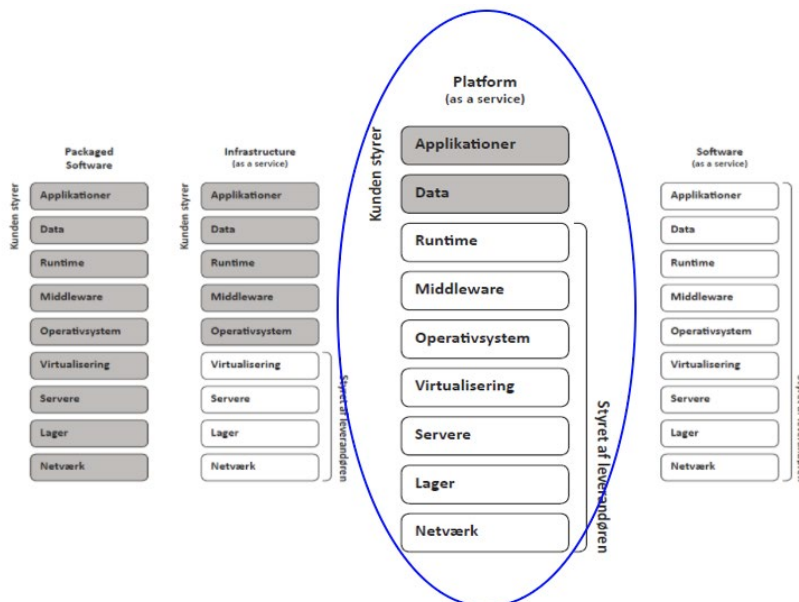 Packaged
Software
Kunden styrer
Applikationer
Data
Runtime
Middleware
Operativsystem
Virtualisering
Servere
Lager
Netværk
Infrastructure
(as a service)
Kunden styrer
Applikationer
Data
Runtime
Middleware
Operativsystem
Virtualisering
Servere
Lager
Netværk
Styret af leverandøren
Platform
(as a service)
Kunden styrer
Applikationer
Data
Runtime
Middleware
Operativsystem
Virtualisering
Servere
Lager
Netværk
Styret af leverandøren
Software
(as a service)
Applikationer
Data
Runtime
Middleware
Operativsystem
Virtualisering
Servere
Lager
Netværk